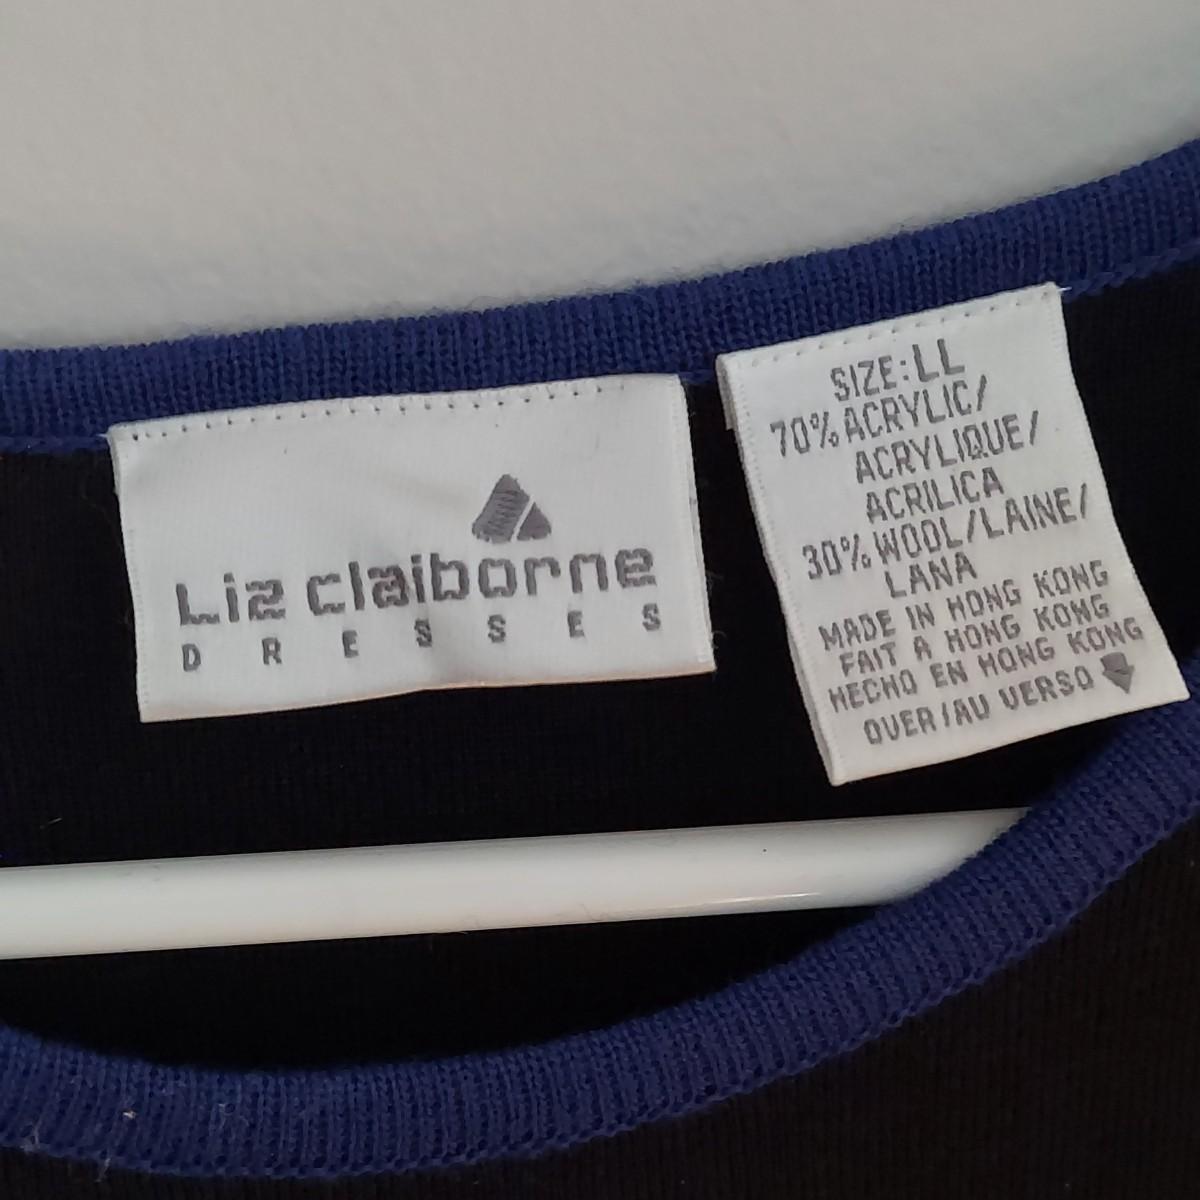 Liz claiborne
DRESSES
SIZE: LL
70% ACRYLIC/
ACRYLIQUE/
ACRILICA
30% WOOL/LAINE/
LANA
MADE IN HONG KONG
FAIT A HONG KONG
HECHO EN HONG KONG
OVER/AU VERSO